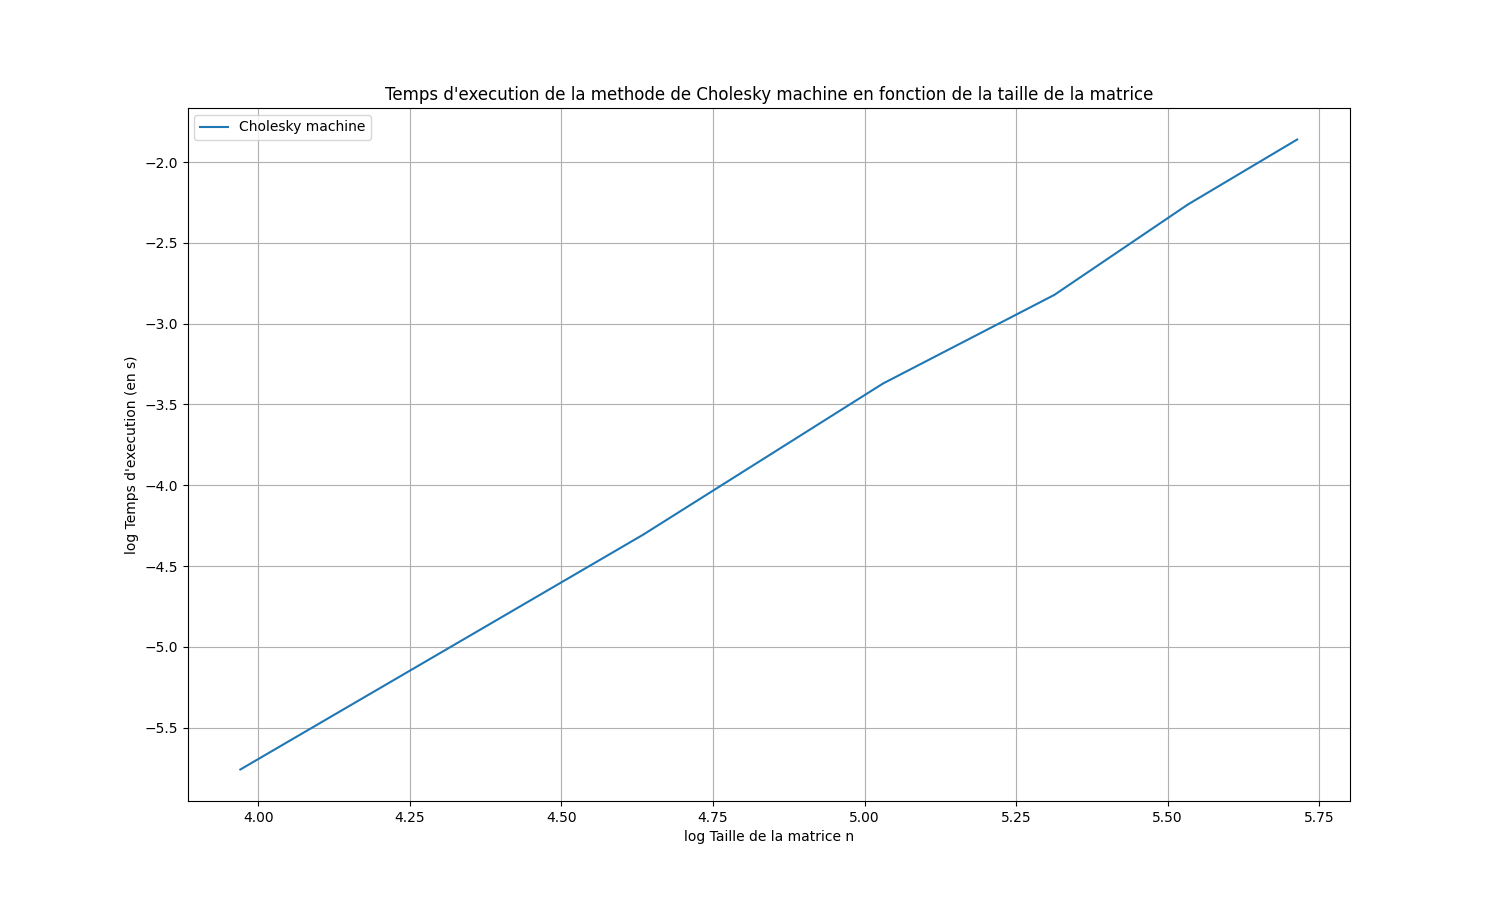 Temps d'execution de la methode de Cholesky machine en fonction de la taille de la matrice
Cholesky machine
−2.0
−2.5
−3.0
−3.5
−4.0
−4.5
−5.0
−5.5
log Temps d'execution (en s)
4.00 4.25 4.50 4.75 5.00 5.25 5.50 5.75
log Taille de la matrice n